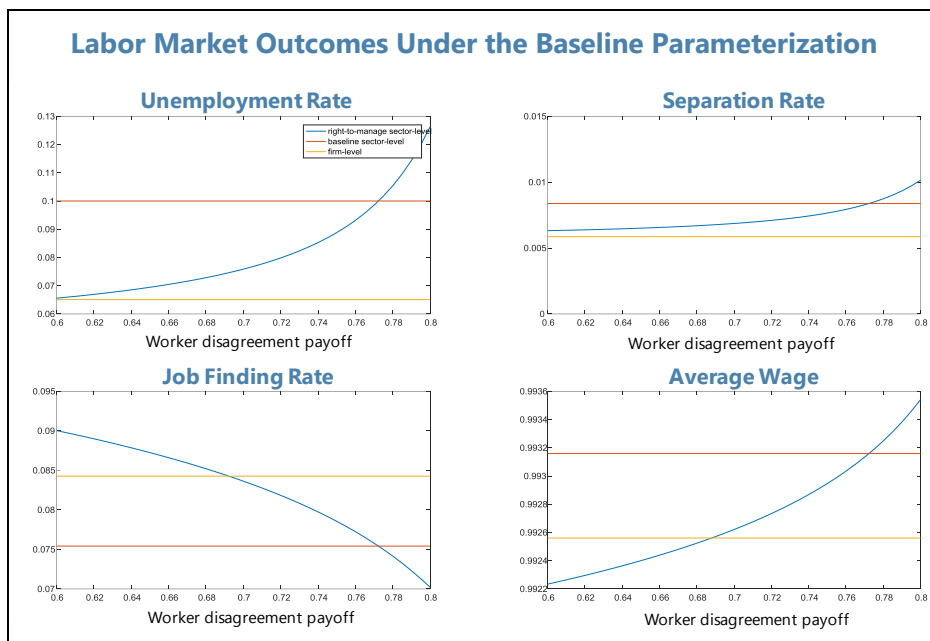 Labor Market Outcomes Under the Baseline Parameterization
Unemployment Rate
0.13
0.12
0.11
0.1
0.09
0.08
0.07
0.06
right-to-manage sector-level
baseline sector-level
firm-level
0.6 0.62 0.64 0.66 0.68 0.7 0.72 0.74 0.76 0.78 0.8
Worker disagreement payoff
Separation Rate
0.015
0.01
0.005
0
0.6 0.62 0.64 0.66 0.68 0.7 0.72 0.74 0.76 0.78 0.8
Worker disagreement payoff
Job Finding Rate
0.095
0.09
0.085
0.08
0.075
0.07
0.6 0.62 0.64 0.66 0.68 0.7 0.72 0.74 0.76 0.78 0.8
Worker disagreement payoff
Average Wage
0.9936
0.9934
0.9932
0.993
0.9928
0.9926
0.9924
0.9922
0.6 0.62 0.64 0.66 0.68 0.7 0.72 0.74 0.76 0.78 0.8
Worker disagreement payoff